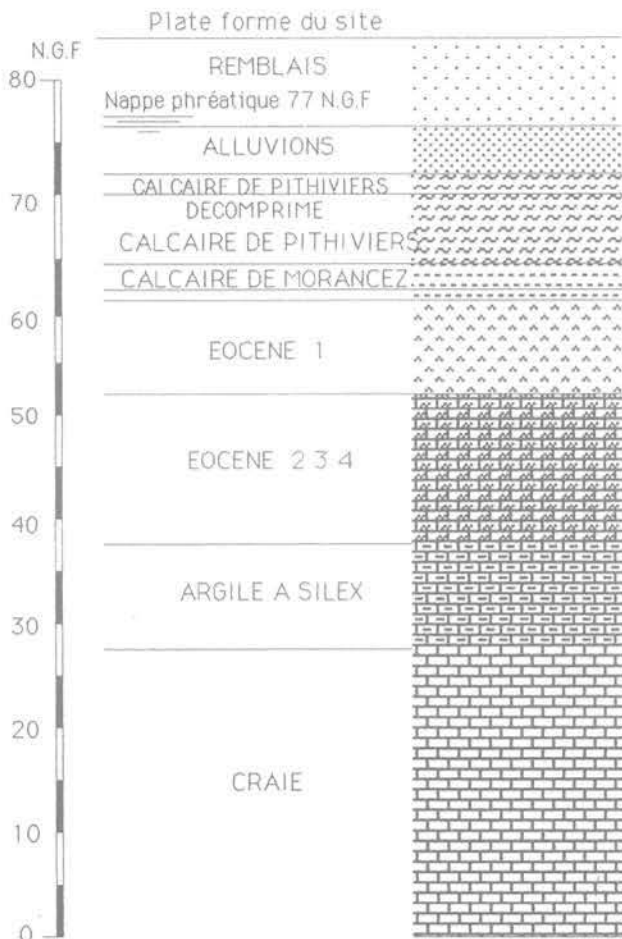 Plate forme du site
N.G.F
80
REMBLAIS
Nappe phréatique 77 N.G.F
ALLUVIONS
CALCAIRE DE PITHIVIERS
70
DECOMPRIME
CALCAIRE DE PITHIVIERS
CALCAIRE DE MORANCEZ
60
EOCENE 1
50
EOCENE 2 3 4
40
ARGILE A SILEX
30
20
CRAIE
10
0